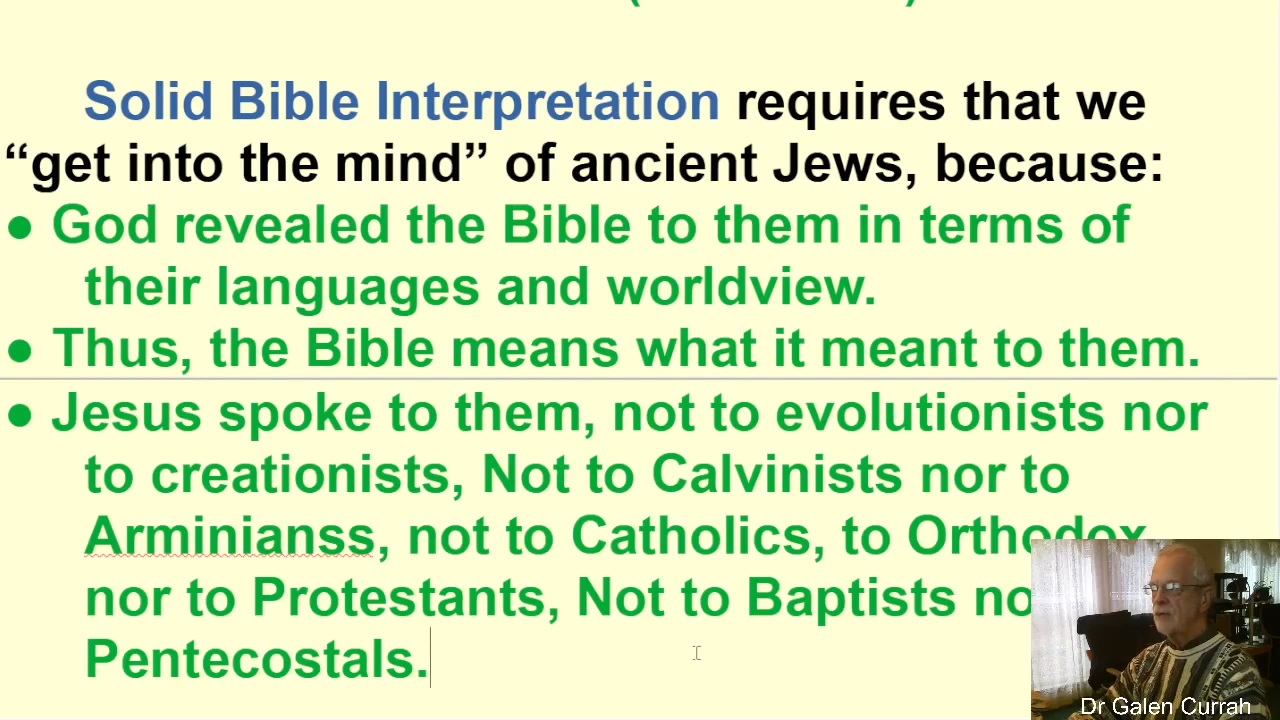 Solid Bible Interpretation requires that we
“get into the mind” of ancient Jews, because:
● God revealed the Bible to them in terms of
their languages and worldview.
● Thus, the Bible means what it meant to them.
● Jesus spoke to them, not to evolutionists nor
to creationists, Not to Calvinists nor to
Arminianss, not to Catholics, to Orthodox
nor to Protestants, Not to Baptists
Pentecostals.
Dr Galen Currah